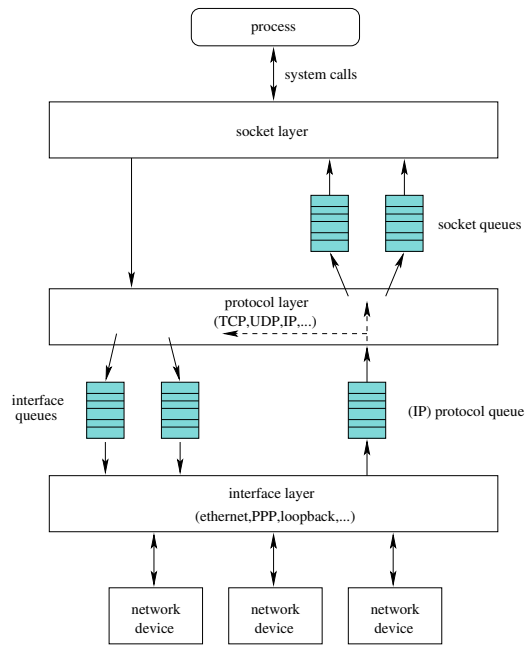 process
system calls
socket layer
socket queues
protocol layer
(TCP,UDP,IP,...)
interface
queues
(IP) protocol queue
interface layer
(ethernet,PPP,loopback,...)
network
device
network
device
network
device